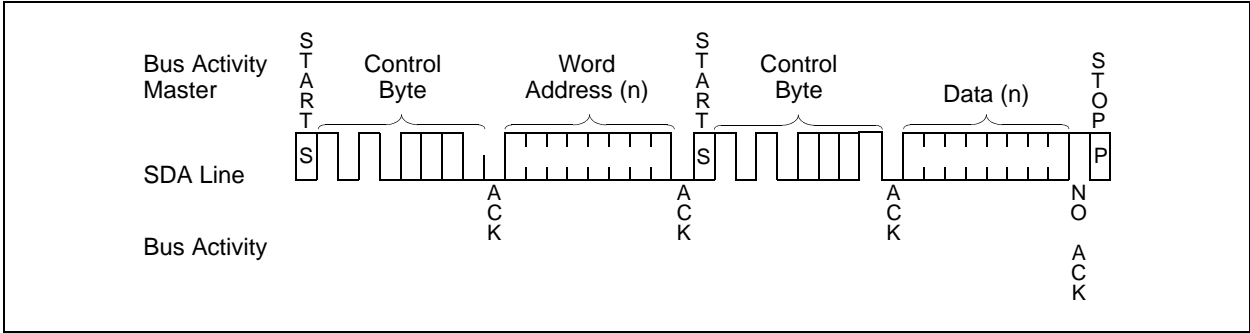 Bus Activity
Master
START
Control
Byte
Word
Address (n)
START
Control
Byte
Data (n)
STOP
SDA Line
S
S
P
Bus Activity
ACK
ACK
ACK
NO ACK